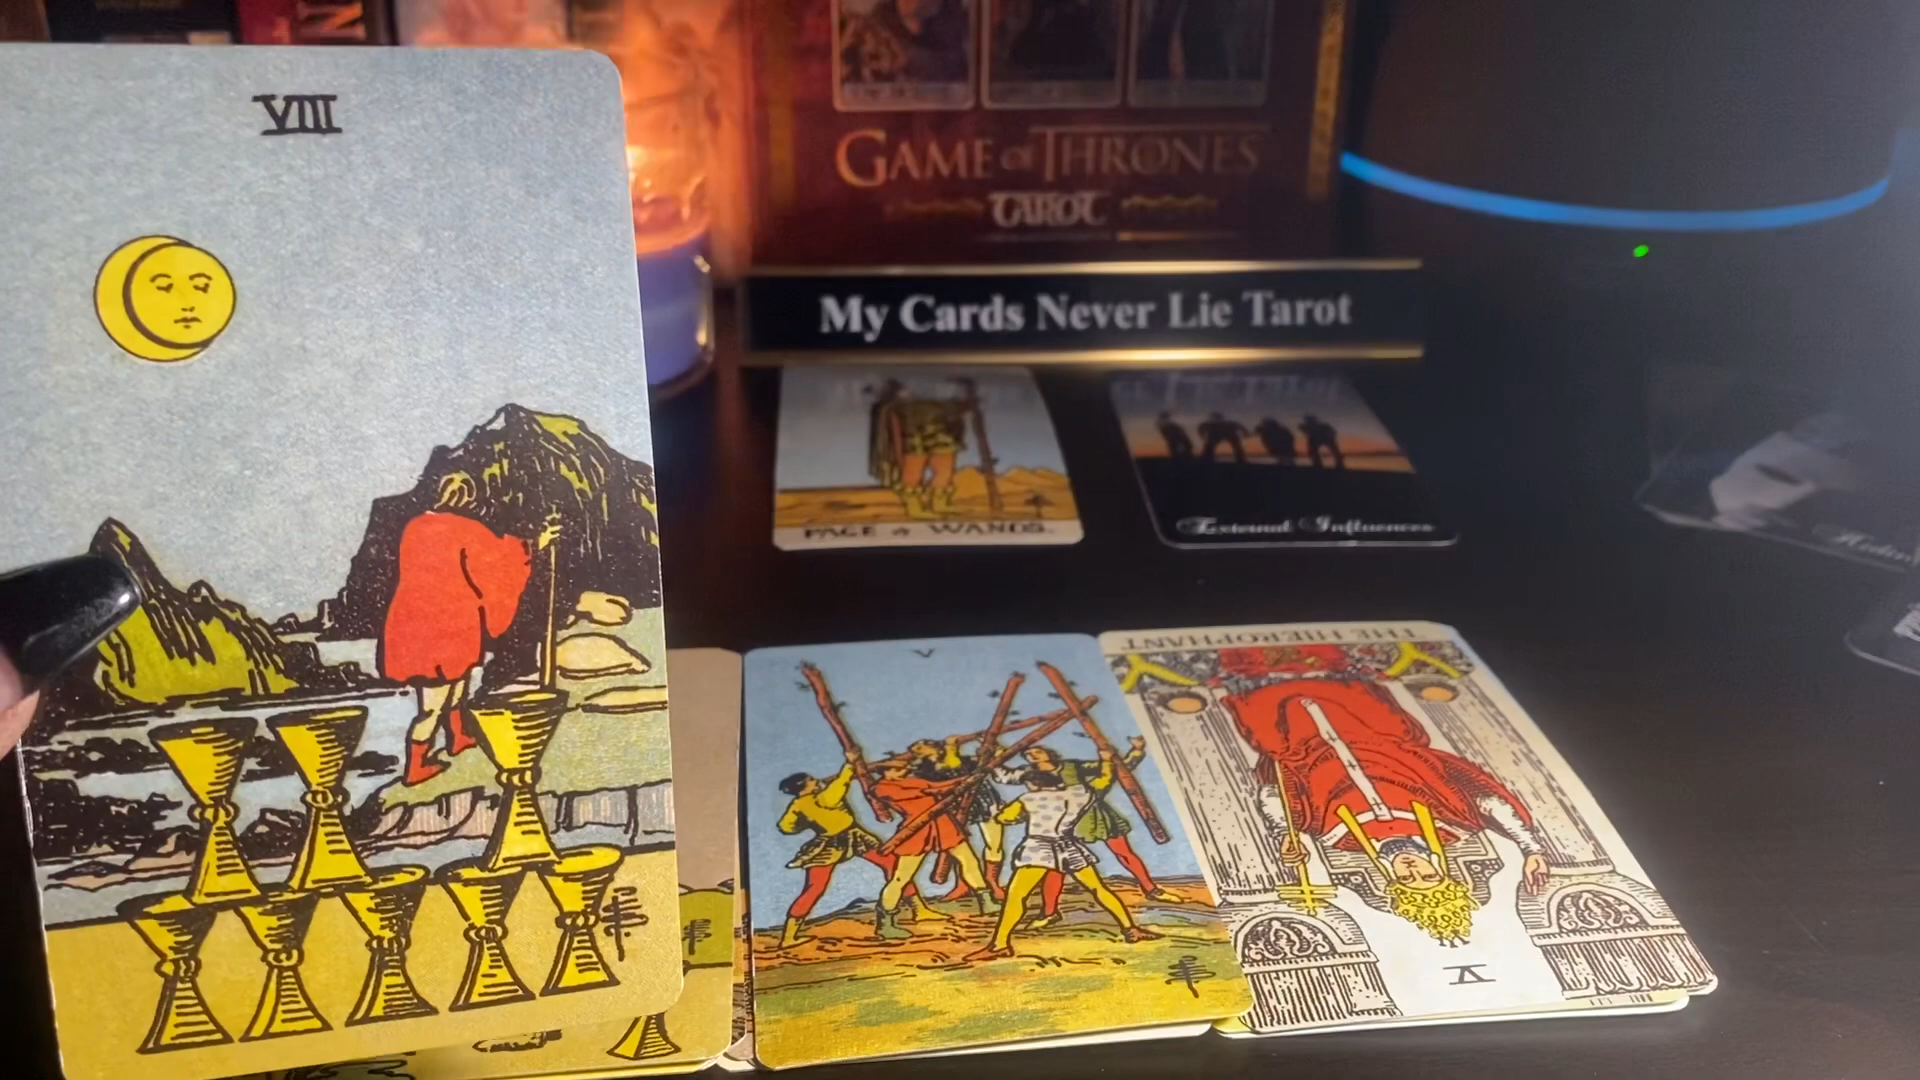 VIII
GAME OF THRONES
TAROT
My Cards Never Lie Tarot
PAGE of WANDS.
External Influences
V
THE HIEROPHANT
V